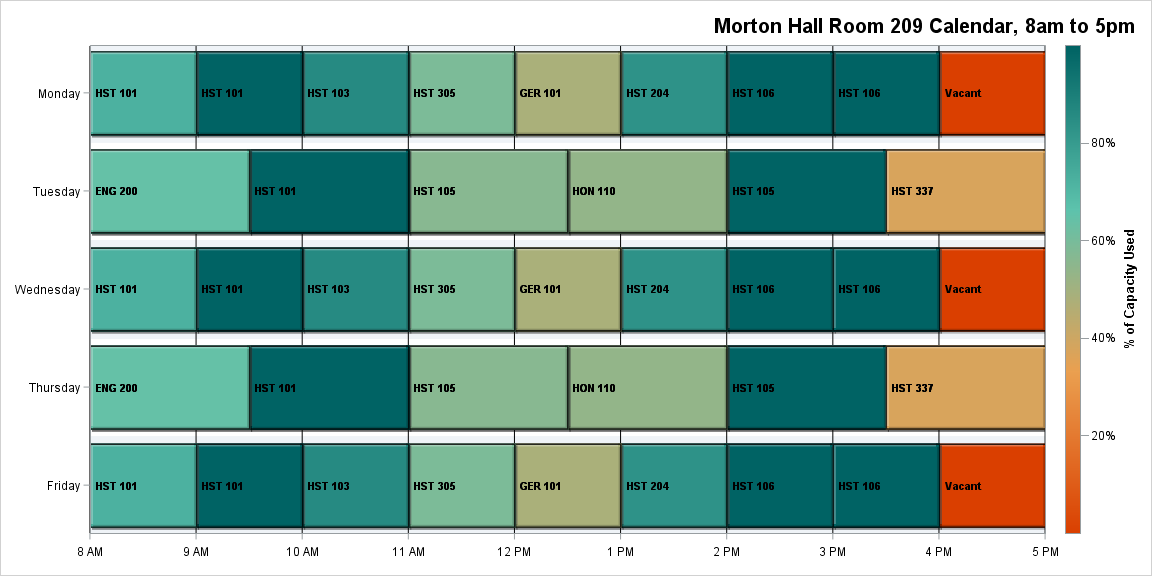 Morton Hall Room 209 Calendar, 8am to 5pm
Monday
HST 101
HST 101
HST 103
HST 305
GER 101
HST 204
HST 106
HST 106
Vacant
Tuesday
ENG 200
HST 101
HST 105
HON 110
HST 105
HST 337
Wednesday
HST 101
HST 101
HST 103
HST 305
GER 101
HST 204
HST 106
HST 106
Vacant
Thursday
ENG 200
HST 101
HST 105
HON 110
HST 105
HST 337
Friday
HST 101
HST 101
HST 103
HST 305
GER 101
HST 204
HST 106
HST 106
Vacant
8 AM
9 AM
10 AM
11 AM
12 PM
1 PM
2 PM
3 PM
4 PM
5 PM
80%
60%
40%
20%
% of Capacity Used